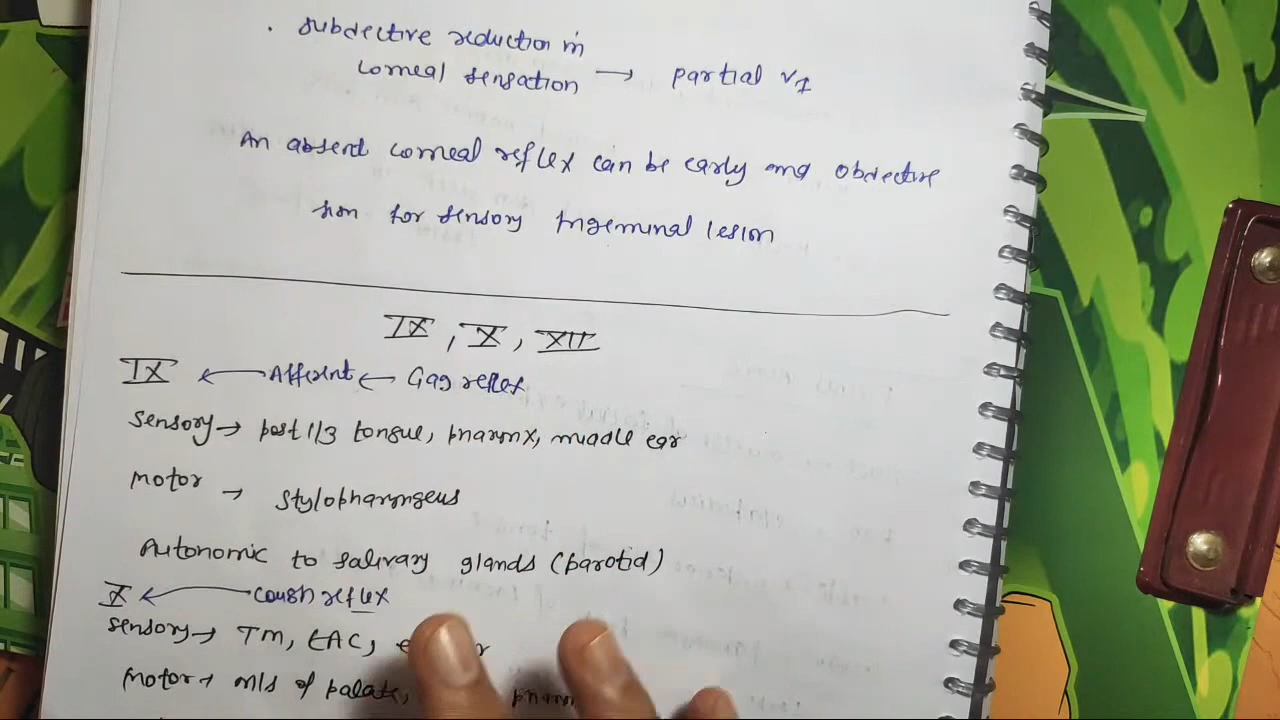 . subjective reduction in
corneal sensation → partial V1
An absent corneal reflex can be early and objective
sign for sensory trigeminal lesion
IX, X, XII
IX ← Afferent ← Gag reflex
sensory → post 1/3 tongue, pharynx, middle ear
motor → stylopharyngeus
Autonomic to salivary glands (parotid)
X ← cough reflex
sensory → TM, EAC,
motor → m/s of palate,